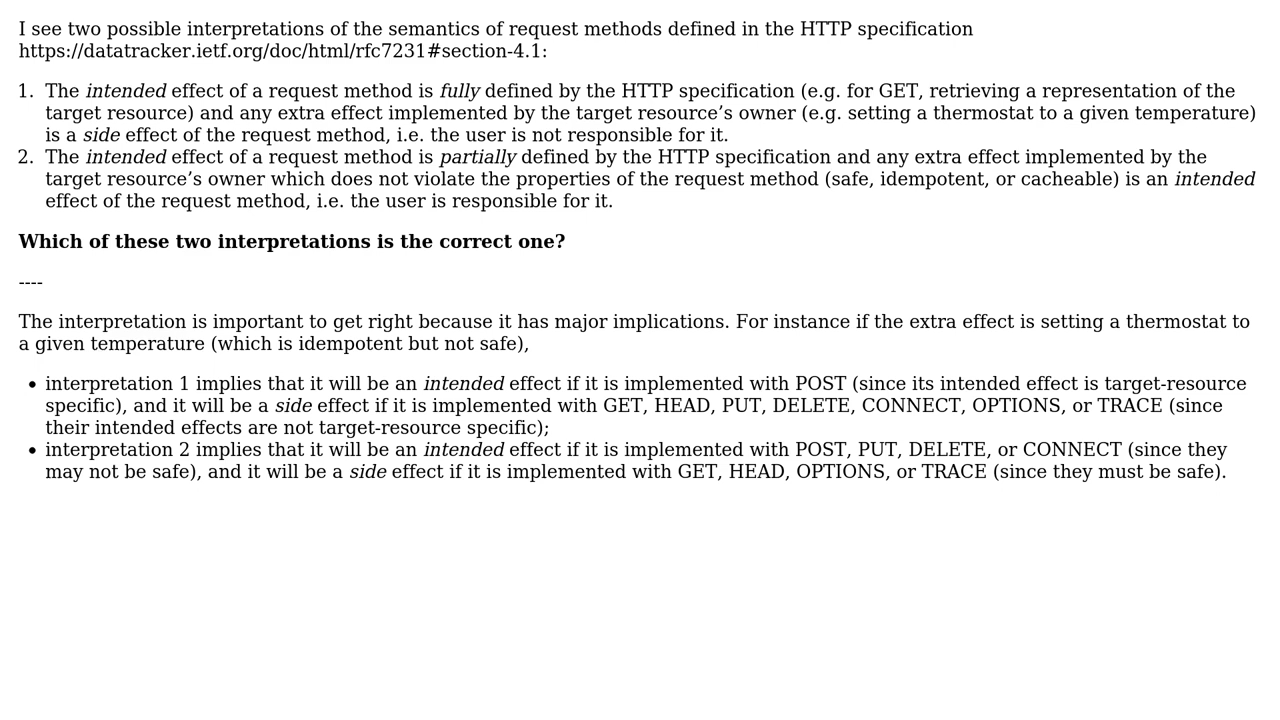 I see two possible interpretations of the semantics of request methods defined in the HTTP specification
https://datatracker.ietf.org/doc/html/rfc7231#section-4.1:
1. The intended effect of a request method is fully defined by the HTTP specification (e.g. for GET, retrieving a representation of the
target resource) and any extra effect implemented by the target resource’s owner (e.g. setting a thermostat to a given temperature)
is a side effect of the request method, i.e. the user is not responsible for it.
2. The intended effect of a request method is partially defined by the HTTP specification and any extra effect implemented by the
target resource’s owner which does not violate the properties of the request method (safe, idempotent, or cacheable) is an intended
effect of the request method, i.e. the user is responsible for it.
Which of these two interpretations is the correct one?
----
The interpretation is important to get right because it has major implications. For instance if the extra effect is setting a thermostat to
a given temperature (which is idempotent but not safe),
• interpretation 1 implies that it will be an intended effect if it is implemented with POST (since its intended effect is target-resource
specific), and it will be a side effect if it is implemented with GET, HEAD, PUT, DELETE, CONNECT, OPTIONS, or TRACE (since
their intended effects are not target-resource specific);
• interpretation 2 implies that it will be an intended effect if it is implemented with POST, PUT, DELETE, or CONNECT (since they
may not be safe), and it will be a side effect if it is implemented with GET, HEAD, OPTIONS, or TRACE (since they must be safe).